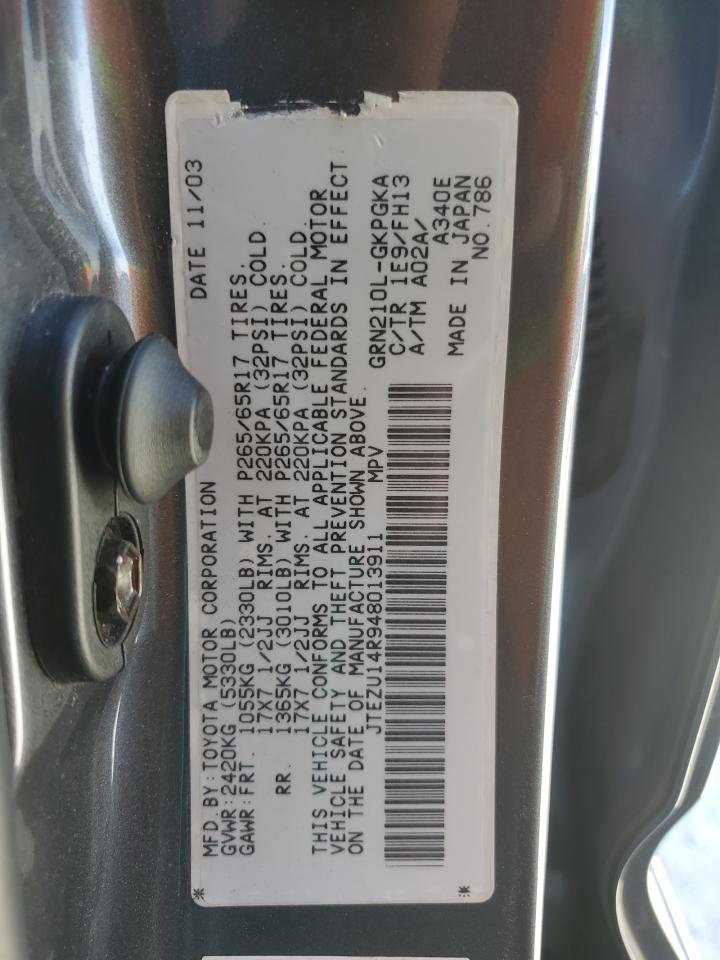 MFD.BY:TOYOTA MOTOR CORPORATION DATE 11/03
GVWR:2420KG (5330LB)
GAWR:FRT. 1055KG (2330LB) WITH P265/65R17 TIRES.
17X7 1/2JJ RIMS. AT 220KPA (32PSI) COLD.
RR. 1365KG (3010LB) WITH P265/65R17 TIRES.
17X7 1/2JJ RIMS. AT 220KPA (32PSI) COLD.
THIS VEHICLE CONFORMS TO ALL APPLICABLE FEDERAL MOTOR
VEHICLE SAFETY AND THEFT PREVENTION STANDARDS IN EFFECT
ON THE DATE OF MANUFACTURE SHOWN ABOVE.
JTEZU14R948013911 MPV
GRN210L-GKPGKA
C/TR 1E9/FH13
A/TM A02A/
A340E
MADE IN JAPAN
NO.786